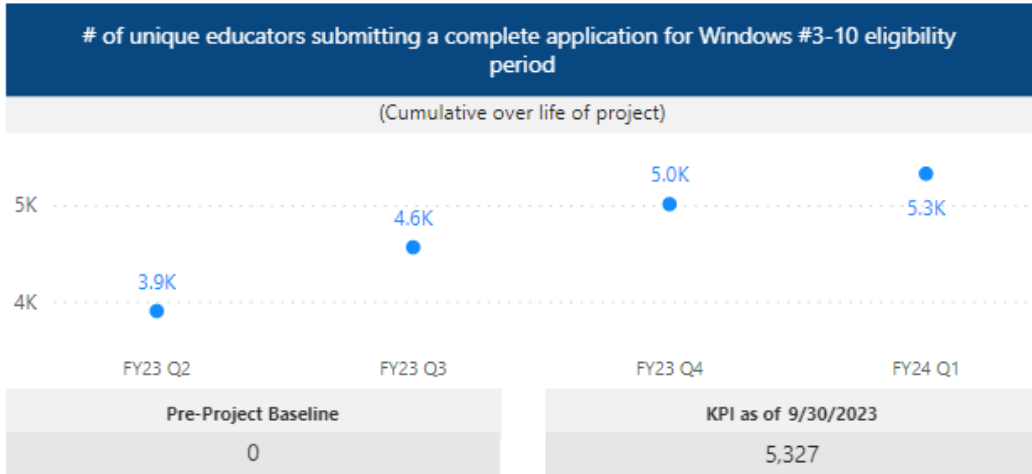 # of unique educators submitting a complete application for Windows #3-10 eligibility
period
(Cumulative over life of project)
5K
4K
3.9K
4.6K
5.0K
5.3K
FY23 Q2
FY23 Q3
FY23 Q4
FY24 Q1
Pre-Project Baseline
0
KPI as of 9/30/2023
5,327